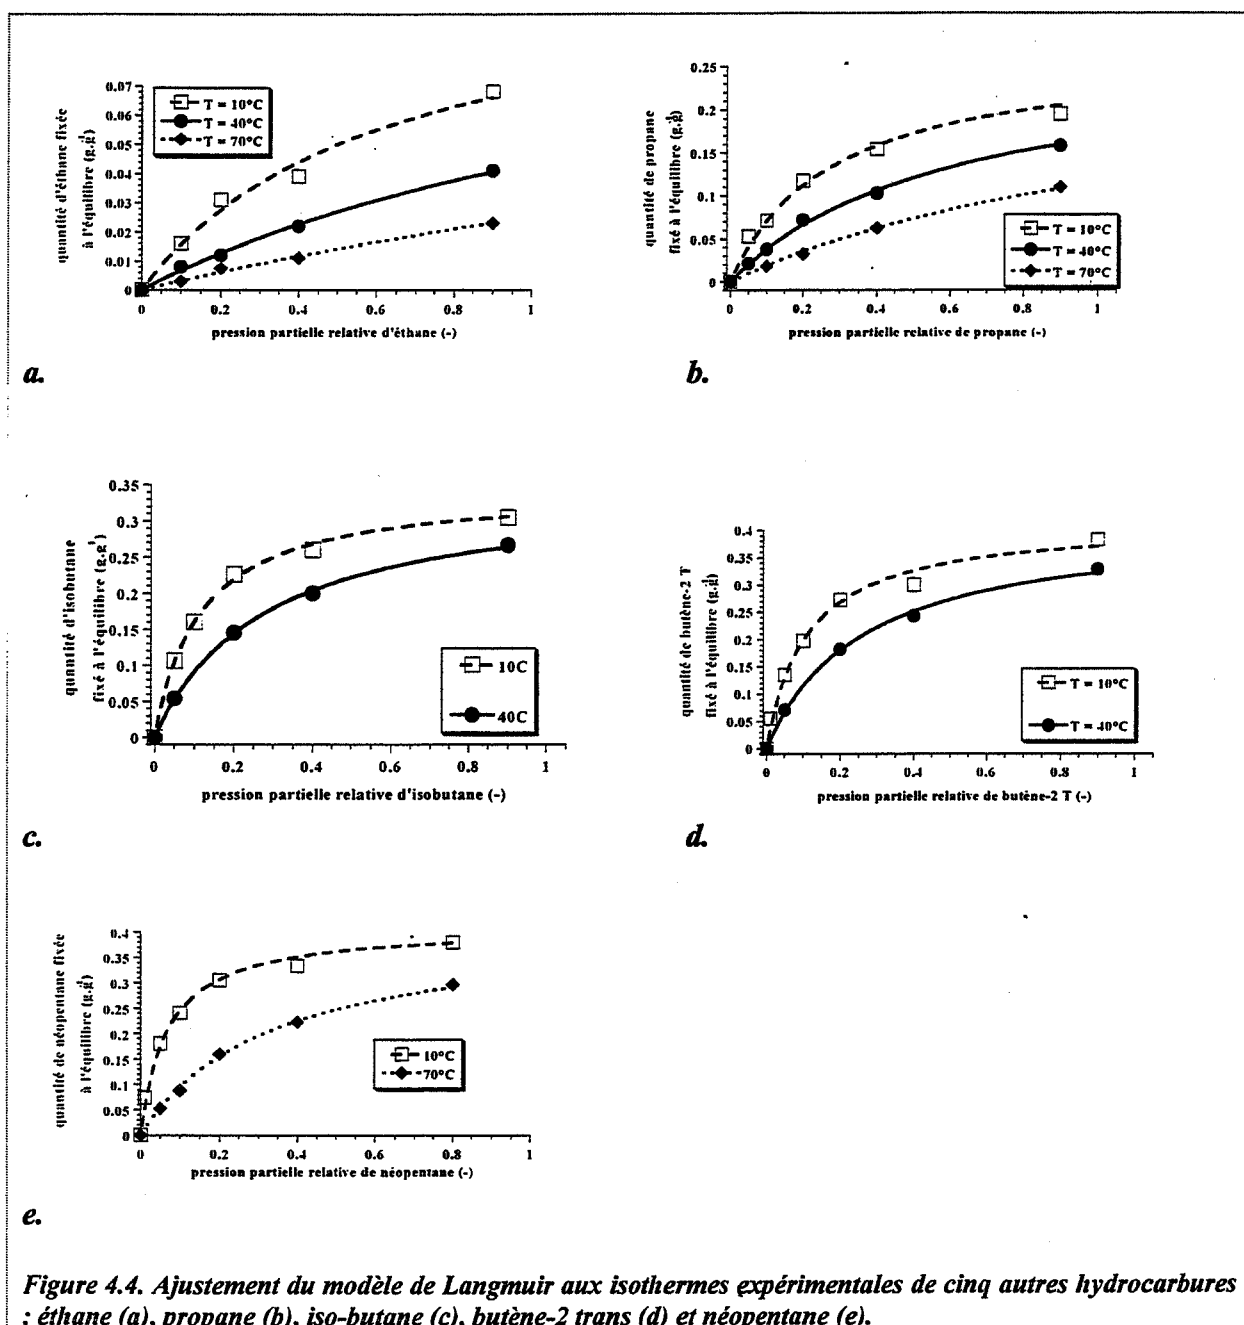 0.07
0.06
0.05
0.04
0.03
0.02
0.01
0
0 0.2 0.4 0.6 0.8 1
quantité d'éthane fixée
à l'équilibre (g.g⁻¹)
T = 10°C
T = 40°C
T = 70°C
pression partielle relative d'éthane (-)
a.
0.25
0.2
0.15
0.1
0.05
0
0 0.2 0.4 0.6 0.8 1
quantité de propane
fixé à l'équilibre (g.g⁻¹)
T = 10°C
T = 40°C
T = 70°C
pression partielle relative de propane (-)
b.
0.35
0.3
0.25
0.2
0.15
0.1
0.05
0
0 0.2 0.4 0.6 0.8 1
quantité d'isobutane
fixé à l'équilibre (g.g⁻¹)
10C
40C
pression partielle relative d'isobutane (-)
c.
0.4
0.35
0.3
0.25
0.2
0.15
0.1
0.05
0
0 0.2 0.4 0.6 0.8 1
quantité de butène-2 T
fixé à l'équilibre (g.g⁻¹)
T = 10°C
T = 40°C
pression partielle relative de butène-2 T (-)
d.
0.4
0.35
0.3
0.25
0.2
0.15
0.1
0.05
0
0 0.2 0.4 0.6 0.8 1
quantité de néopentane fixée
à l'équilibre (g.g⁻¹)
10°C
70°C
pression partielle relative de néopentane (-)
e.
Figure 4.4. Ajustement du modèle de Langmuir aux isothermes expérimentales de cinq autres hydrocarbures
: éthane (a), propane (b), iso-butane (c), butène-2 trans (d) et néopentane (e).